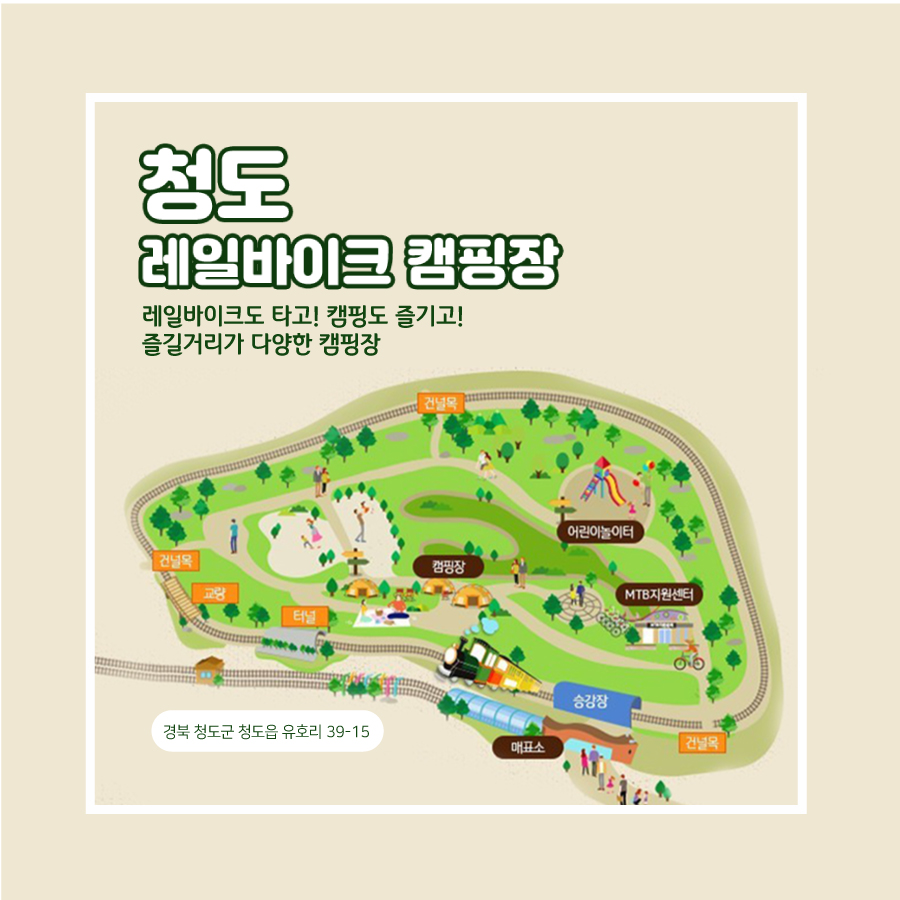 청도
레일바이크 캠핑장
레일바이크도 타고! 캠핑도 즐기고!
즐길거리가 다양한 캠핑장
건널목
어린이놀이터
건널목
캠핑장
교량
MTB지원센터
터널
승강장
경북 청도군 청도읍 유호리 39-15
매표소
건널목